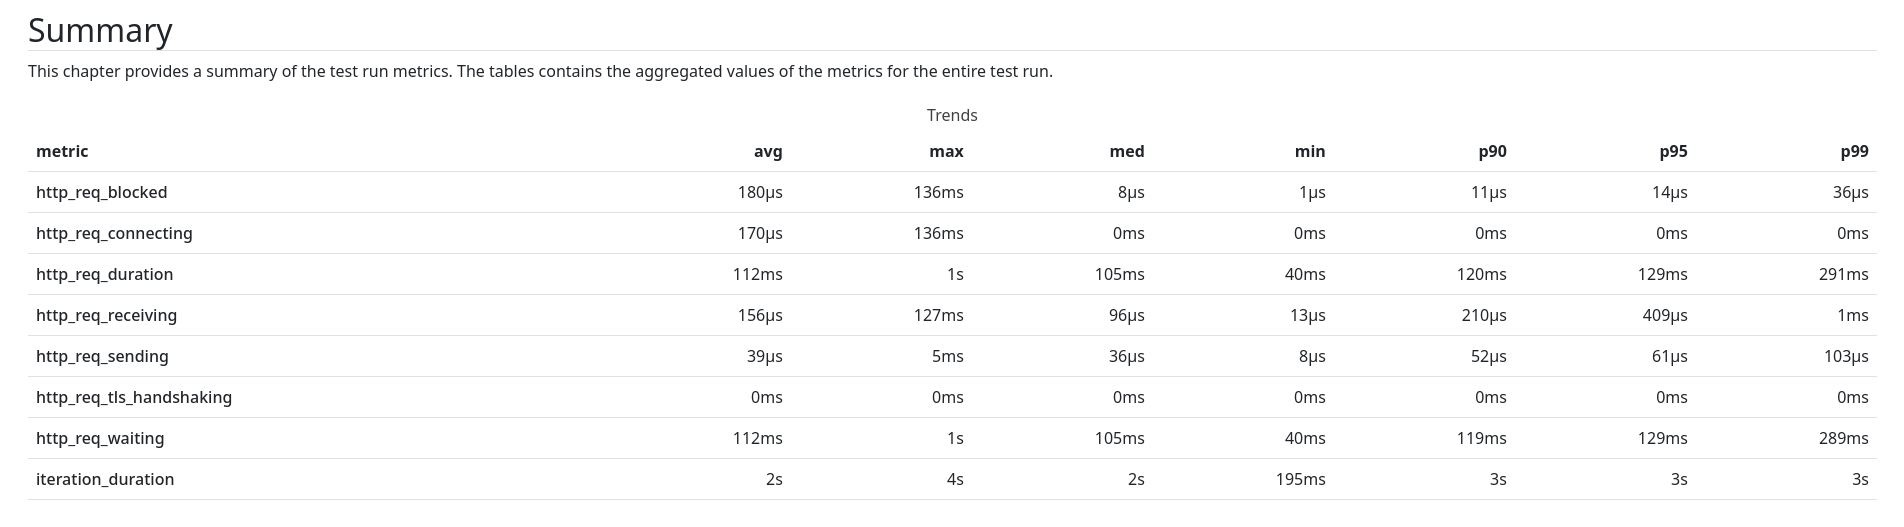 Summary
This chapter provides a summary of the test run metrics. The tables contains the aggregated values of the metrics for the entire test run.
Trends
metric avg max med min p90 p95 p99
http_req_blocked 180µs 136ms 8µs 1µs 11µs 14µs 36µs
http_req_connecting 170µs 136ms 0ms 0ms 0ms 0ms 0ms
http_req_duration 112ms 1s 105ms 40ms 120ms 129ms 291ms
http_req_receiving 156µs 127ms 96µs 13µs 210µs 409µs 1ms
http_req_sending 39µs 5ms 36µs 8µs 52µs 61µs 103µs
http_req_tls_handshaking 0ms 0ms 0ms 0ms 0ms 0ms 0ms
http_req_waiting 112ms 1s 105ms 40ms 119ms 129ms 289ms
iteration_duration 2s 4s 2s 195ms 3s 3s 3s